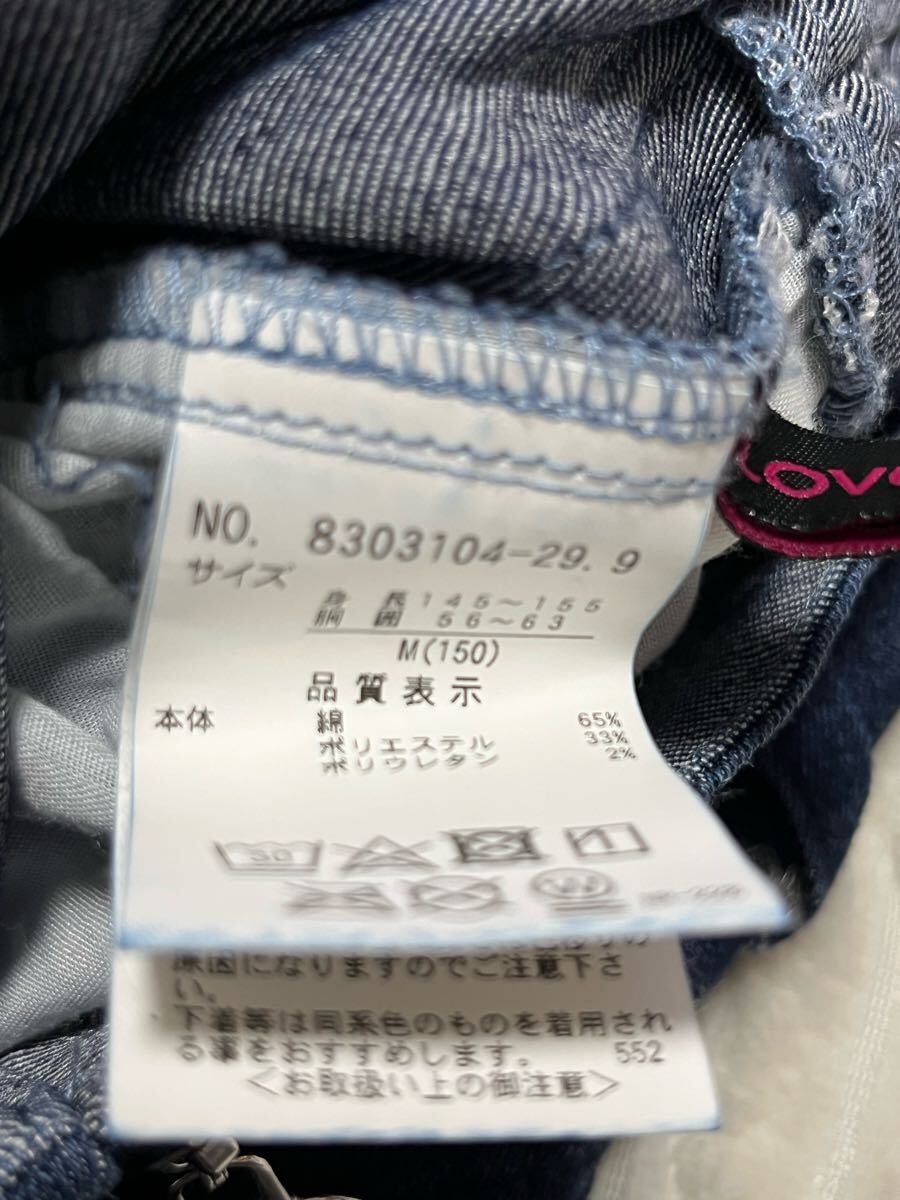 LOVE
NO. 8303104-29.9
サイズ
身長 145～155
胴囲 56～63
M(150)
品質表示
本体 綿 65%
ポリエステル 33%
ポリウレタン 2%
30
原因になりますのでご注意下さ
い。
・下着等は同系色のものを着用され
る事をおすすめします。 552
＜お取扱い上の御注意＞